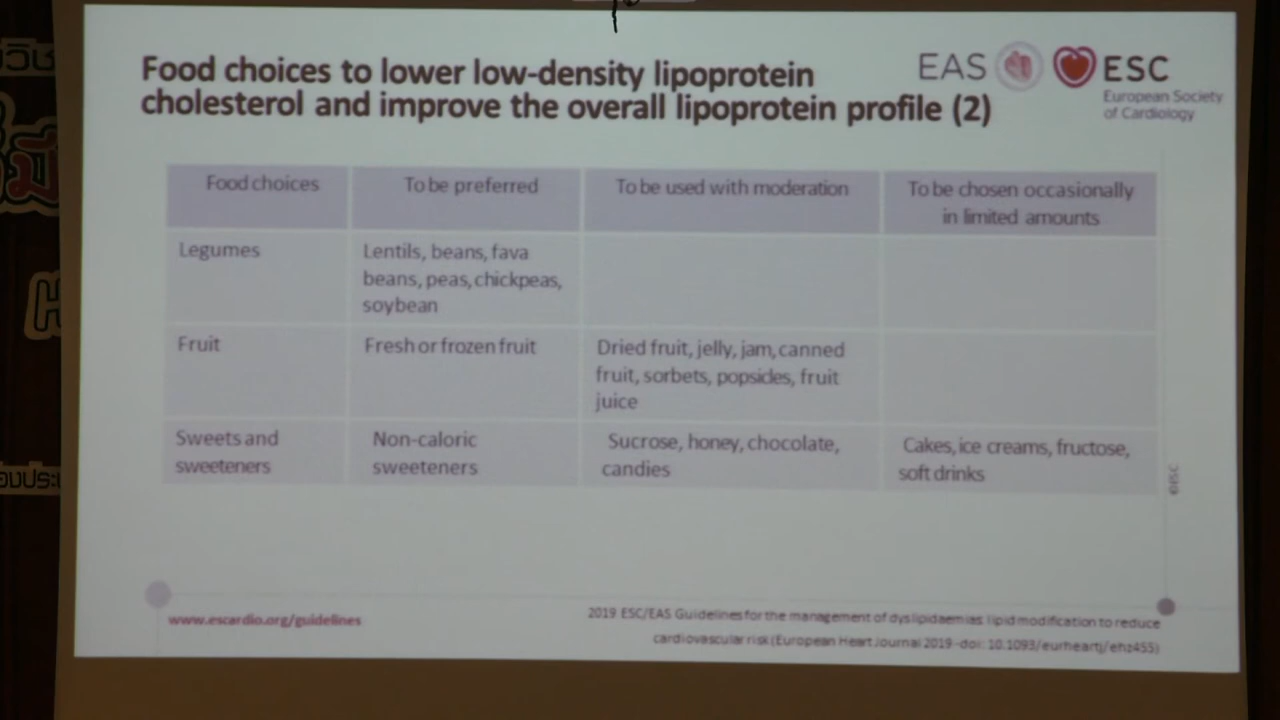 Food choices to lower low-density lipoprotein
cholesterol and improve the overall lipoprotein profile (2)
EAS
ESC
European Society
of Cardiology
Food choices
To be preferred
To be used with moderation
To be chosen occasionally
in limited amounts
Legumes
Lentils, beans, fava
beans, peas, chickpeas,
soybean
Fruit
Fresh or frozen fruit
Dried fruit, jelly, jam, canned
fruit, sorbets, popsicles, fruit
juice
Sweets and
sweeteners
Non-caloric
sweeteners
Sucrose, honey, chocolate,
candies
Cakes, ice creams, fructose,
soft drinks
©ESC
www.escardio.org/guidelines
2019 ESC/EAS Guidelines for the management of dyslipidaemias: lipid modification to reduce
cardiovascular risk (European Heart Journal 2019 -doi: 10.1093/eurheartj/ehz455)